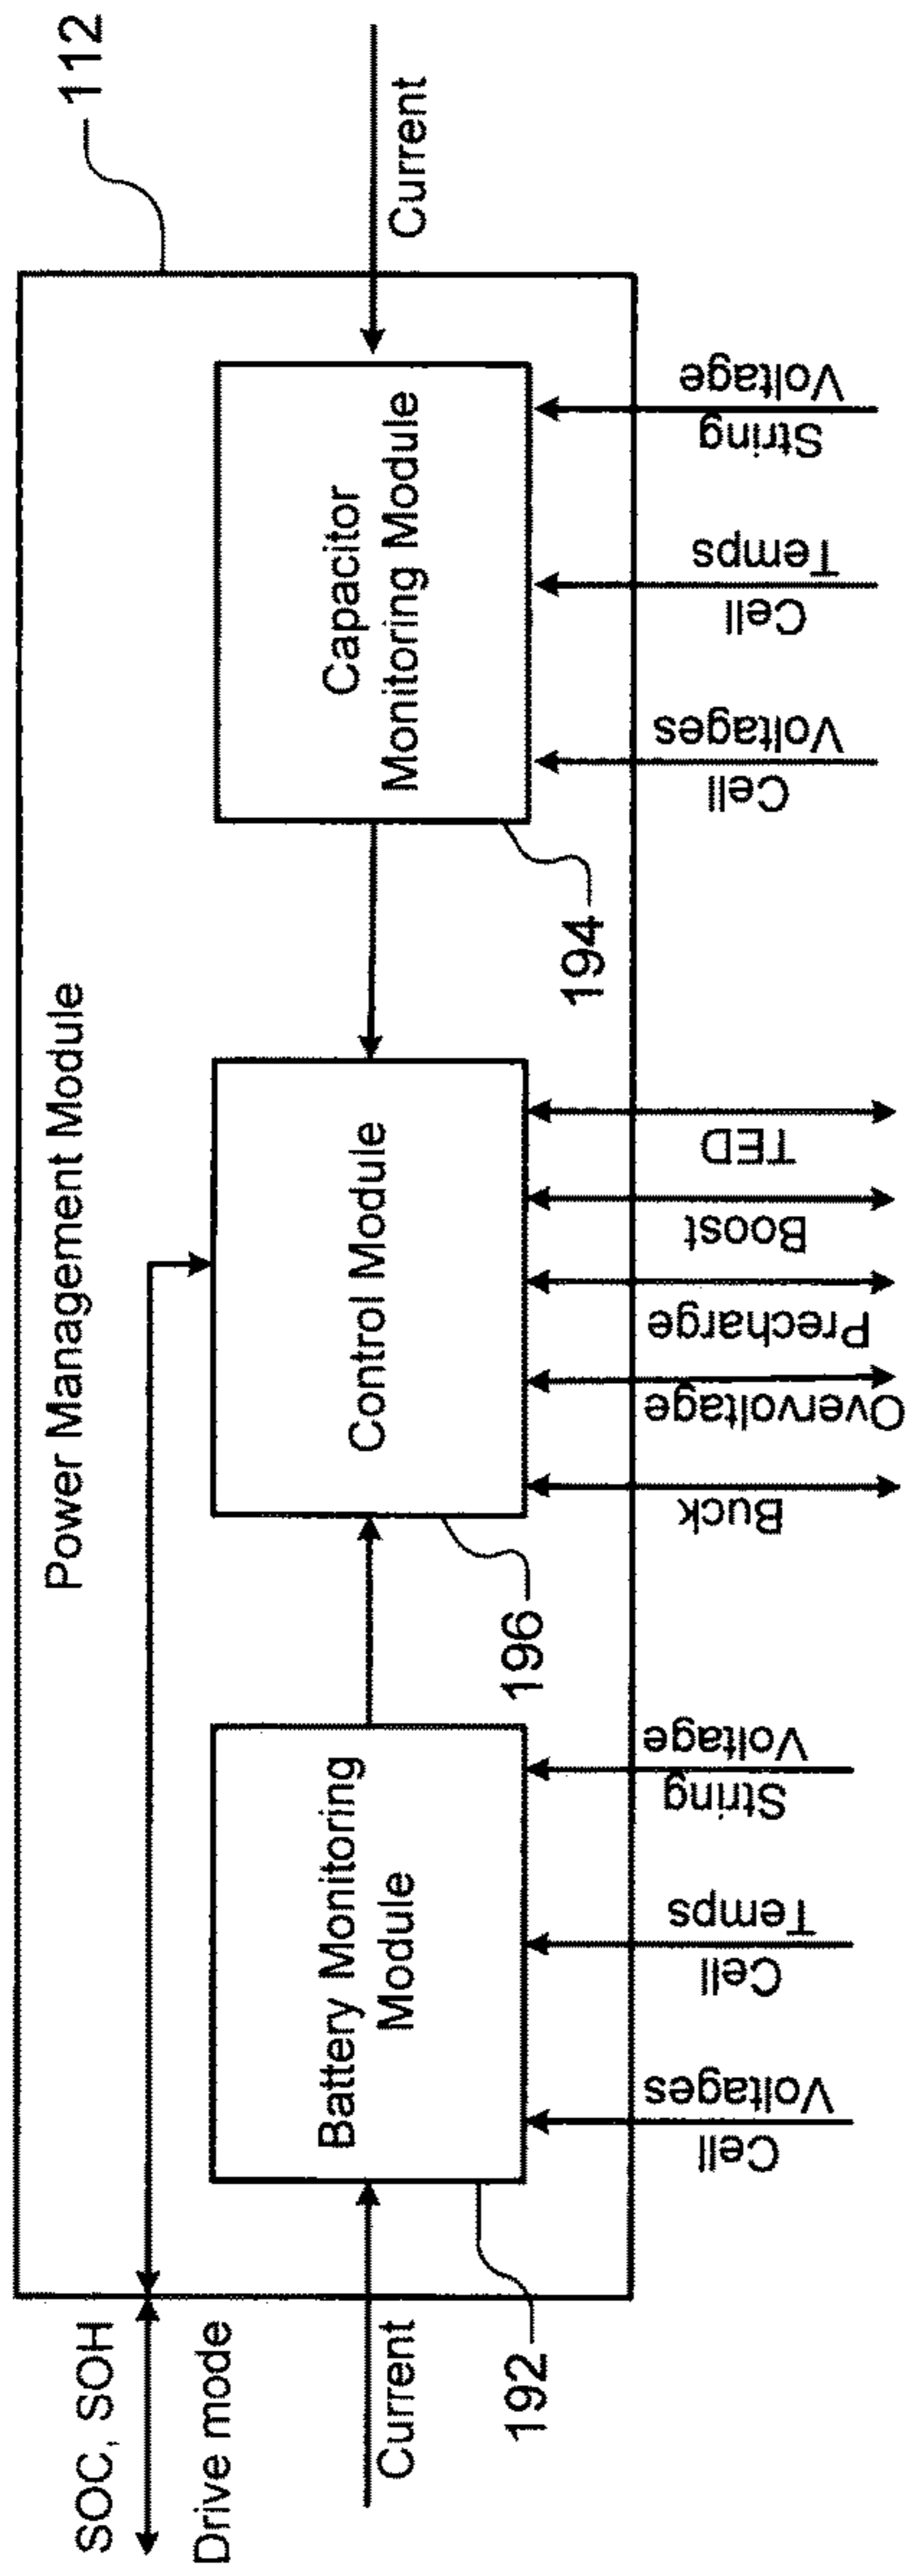 112
Power Management Module
SOC, SOH
Drive mode
Current
Battery Monitoring
Module
192
Control Module
196
Capacitor
Monitoring Module
194
Current
Cell
Voltages
Cell
Temps
String
Voltage
Buck
Overvoltage
Precharge
Boost
TED
Cell
Voltages
Cell
Temps
String
Voltage